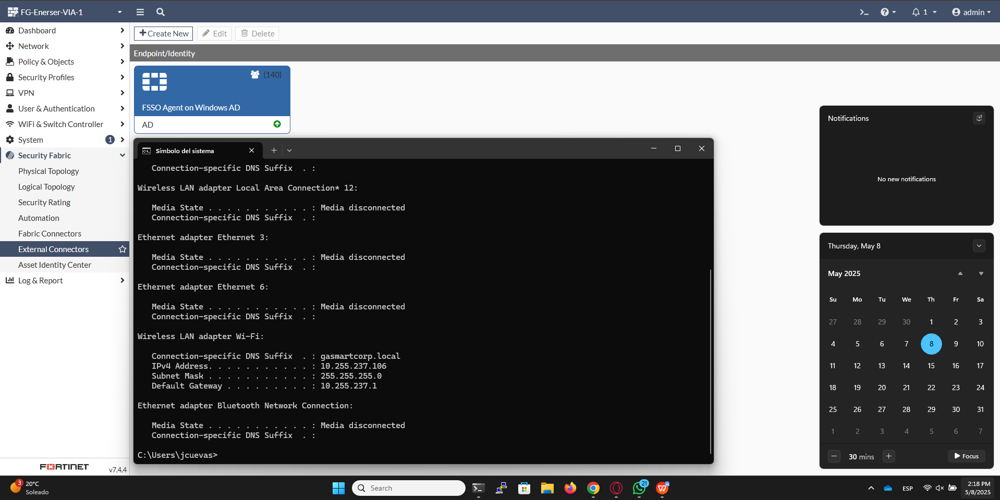 FG-Enerser-VIA-1
1
admin
Dashboard
Network
Policy & Objects
Security Profiles
VPN
User & Authentication
WiFi & Switch Controller
System 1
Security Fabric
Physical Topology
Logical Topology
Security Rating
Automation
Fabric Connectors
External Connectors
Asset Identity Center
Log & Report
FORTINET
v7.4.4
Create New Edit Delete
Endpoint/Identity
(140)
FSSO Agent on Windows AD
AD
Símbolo del sistema
Connection-specific DNS Suffix  . :
Wireless LAN adapter Local Area Connection* 12:
Media State . . . . . . . . . . . : Media disconnected
Connection-specific DNS Suffix  . :
Ethernet adapter Ethernet 3:
Media State . . . . . . . . . . . : Media disconnected
Connection-specific DNS Suffix  . :
Ethernet adapter Ethernet 6:
Media State . . . . . . . . . . . : Media disconnected
Connection-specific DNS Suffix  . :
Wireless LAN adapter Wi-Fi:
Connection-specific DNS Suffix  . : gasmartcorp.local
IPv4 Address. . . . . . . . . . . : 10.255.237.106
Subnet Mask . . . . . . . . . . . : 255.255.255.0
Default Gateway . . . . . . . . . : 10.255.237.1
Ethernet adapter Bluetooth Network Connection:
Media State . . . . . . . . . . . : Media disconnected
Connection-specific DNS Suffix  . :
C:\Users\jcuevas>
Notifications
No new notifications
Thursday, May 8
May 2025
Su Mo Tu We Th Fr Sa
27 28 29 30 1 2 3
4 5 6 7 8 9 10
11 12 13 14 15 16 17
18 19 20 21 22 23 24
25 26 27 28 29 30 31
1 2 3 4 5 6 7
30 mins
Focus
3
20°C
Soleado
Search
21
ESP
2:18 PM
5/8/2025